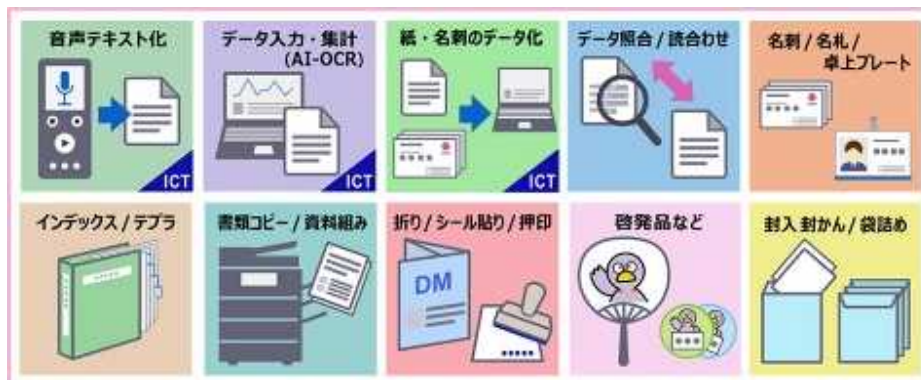 音声テキスト化
データ入力・集計
(AI-OCR)
紙・名刺のデータ化
データ照合 / 読合わせ
名刺 / 名札 /
卓上プレート
ICT
ICT
ICT
インデックス / テプラ
書類コピー / 資料組み
折り / シール貼り / 押印
啓発品など
封入 封かん / 袋詰め
DM